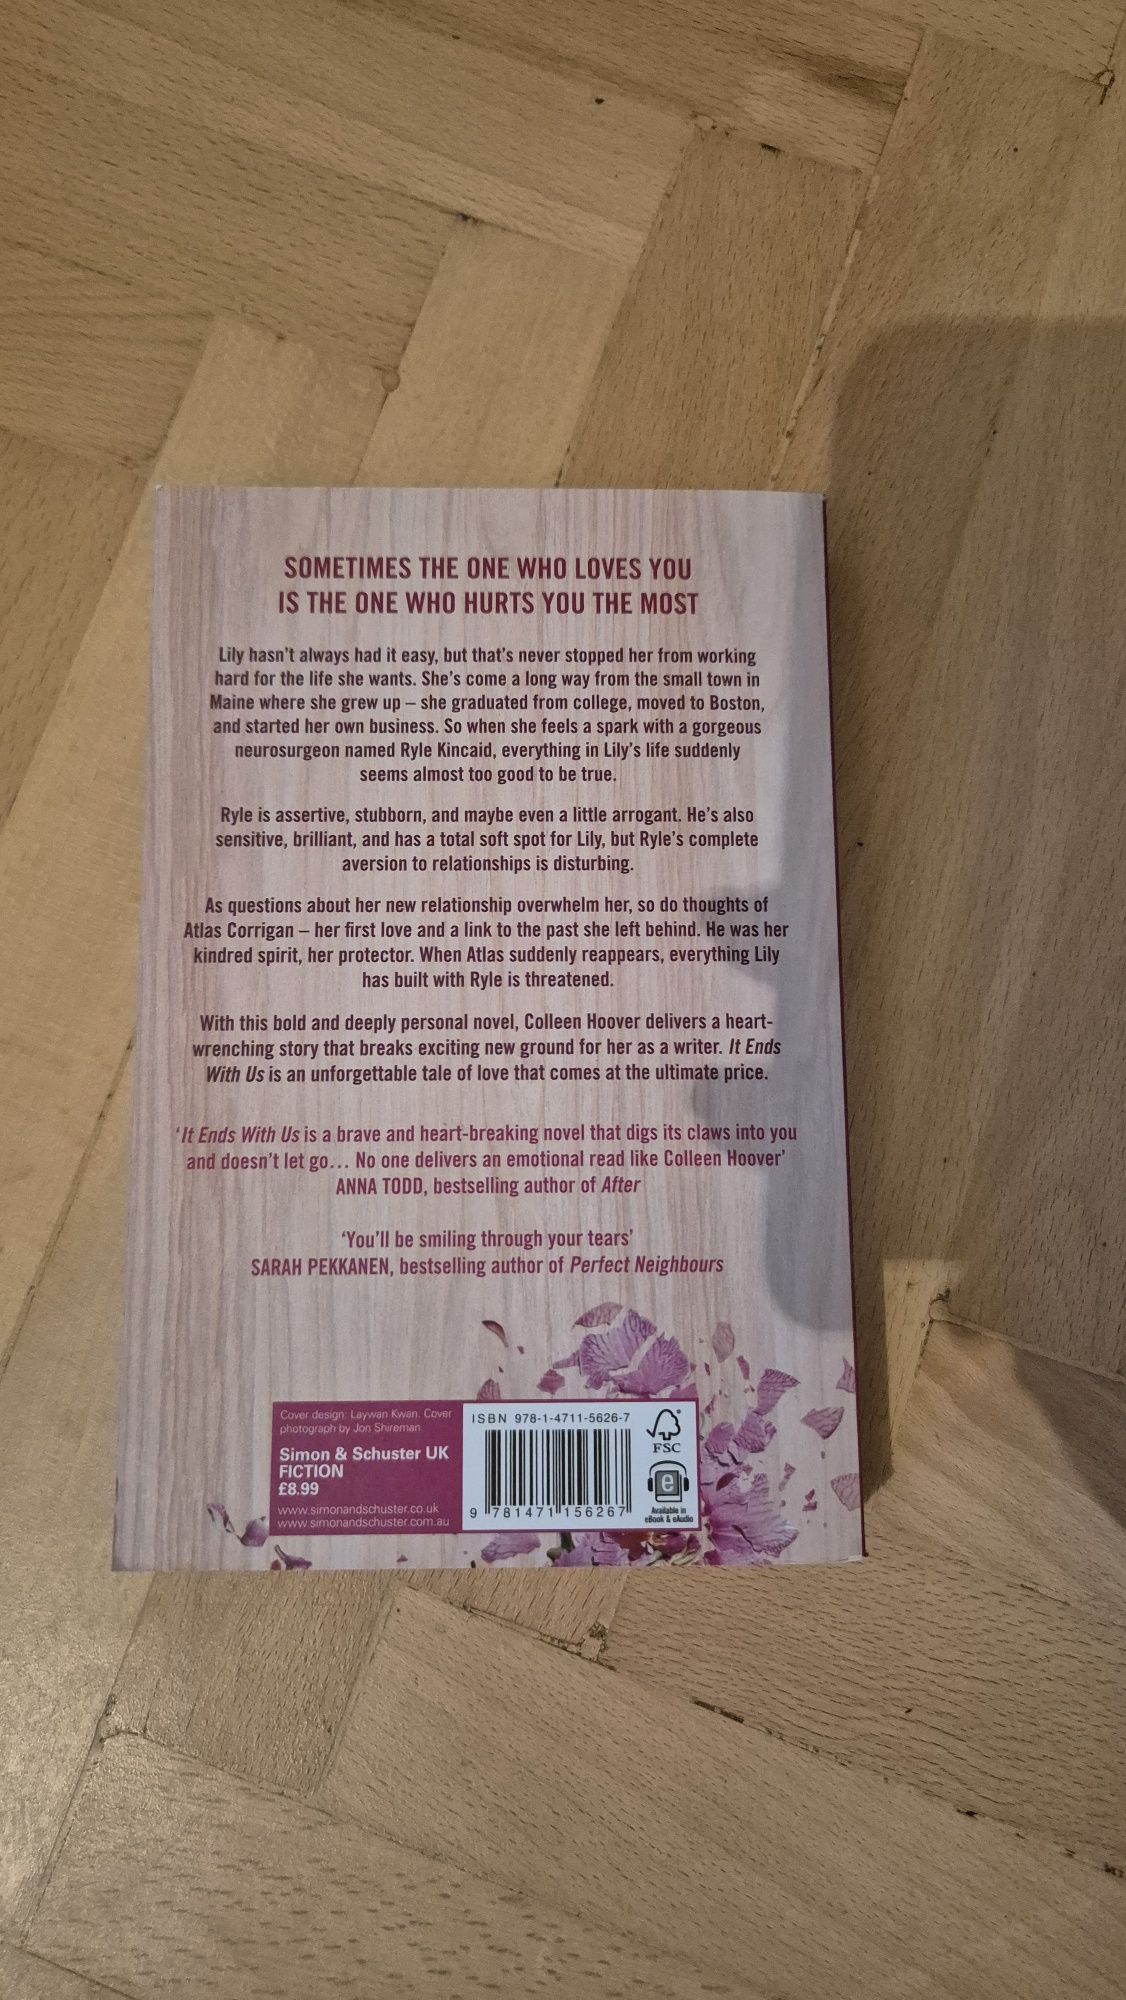 SOMETIMES THE ONE WHO LOVES YOU
IS THE ONE WHO HURTS YOU THE MOST
Lily hasn't always had it easy, but that's never stopped her from working
hard for the life she wants. She's come a long way from the small town in
Maine where she grew up – she graduated from college, moved to Boston,
and started her own business. So when she feels a spark with a gorgeous
neurosurgeon named Ryle Kincaid, everything in Lily's life suddenly
seems almost too good to be true.
Ryle is assertive, stubborn, and maybe even a little arrogant. He's also
sensitive, brilliant, and has a total soft spot for Lily, but Ryle's complete
aversion to relationships is disturbing.
As questions about her new relationship overwhelm her, so do thoughts of
Atlas Corrigan – her first love and a link to the past she left behind. He was her
kindred spirit, her protector. When Atlas suddenly reappears, everything Lily
has built with Ryle is threatened.
With this bold and deeply personal novel, Colleen Hoover delivers a heart-
wrenching story that breaks exciting new ground for her as a writer. It Ends
With Us is an unforgettable tale of love that comes at the ultimate price.
'It Ends With Us is a brave and heart-breaking novel that digs its claws into you
and doesn't let go... No one delivers an emotional read like Colleen Hoover'
ANNA TODD, bestselling author of After
'You'll be smiling through your tears'
SARAH PEKKANEN, bestselling author of Perfect Neighbours
Cover design: Laywan Kwan. Cover
photograph by Jon Shireman.
Simon & Schuster UK
FICTION
£8.99
www.simonandschuster.co.uk
www.simonandschuster.com.au
ISBN 978-1-4711-5626-7
9 781471 156267
FSC
e
Available in
eBook & eAudio